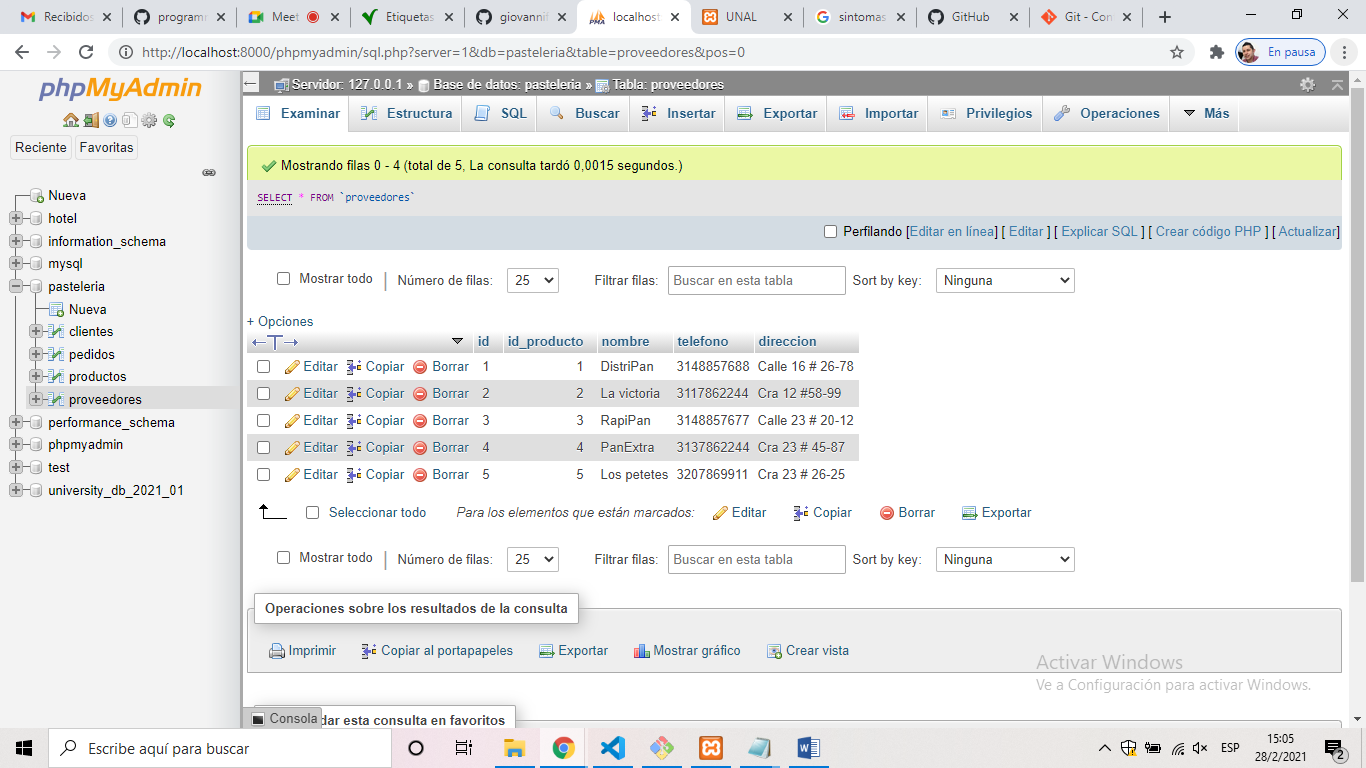 Recibidos
programr
Meet
Etiquetas
giovannif
localhost
UNAL
sintomas
GitHub
Git - Con
http://localhost:8000/phpmyadmin/sql.php?server=1&db=pasteleria&table=proveedores&pos=0
En pausa
phpMyAdmin
Reciente Favoritas
Nueva
hotel
information_schema
mysql
pasteleria
Nueva
clientes
pedidos
productos
proveedores
performance_schema
phpmyadmin
test
university_db_2021_01
Servidor: 127.0.0.1 » Base de datos: pasteleria » Tabla: proveedores
Examinar Estructura SQL Buscar Insertar Exportar Importar Privilegios Operaciones Más
Mostrando filas 0 - 4 (total de 5, La consulta tardó 0,0015 segundos.)
SELECT * FROM `proveedores`
Perfilando [Editar en línea] [ Editar ] [ Explicar SQL ] [ Crear código PHP ] [ Actualizar]
Mostrar todo | Número de filas: 25 Filtrar filas: Buscar en esta tabla Sort by key: Ninguna
+ Opciones
←T→ id id_producto nombre telefono direccion
Editar Copiar Borrar 1 1 DistriPan 3148857688 Calle 16 # 26-78
Editar Copiar Borrar 2 2 La victoria 3117862244 Cra 12 #58-99
Editar Copiar Borrar 3 3 RapiPan 3148857677 Calle 23 # 20-12
Editar Copiar Borrar 4 4 PanExtra 3137862244 Cra 23 # 45-87
Editar Copiar Borrar 5 5 Los petetes 3207869911 Cra 23 # 26-25
Seleccionar todo Para los elementos que están marcados: Editar Copiar Borrar Exportar
Mostrar todo | Número de filas: 25 Filtrar filas: Buscar en esta tabla Sort by key: Ninguna
Operaciones sobre los resultados de la consulta
Imprimir Copiar al portapapeles Exportar Mostrar gráfico Crear vista
Activar Windows
Ve a Configuración para activar Windows.
Consola
dar esta consulta en favoritos
Escribe aquí para buscar
ESP
15:05
28/2/2021
2